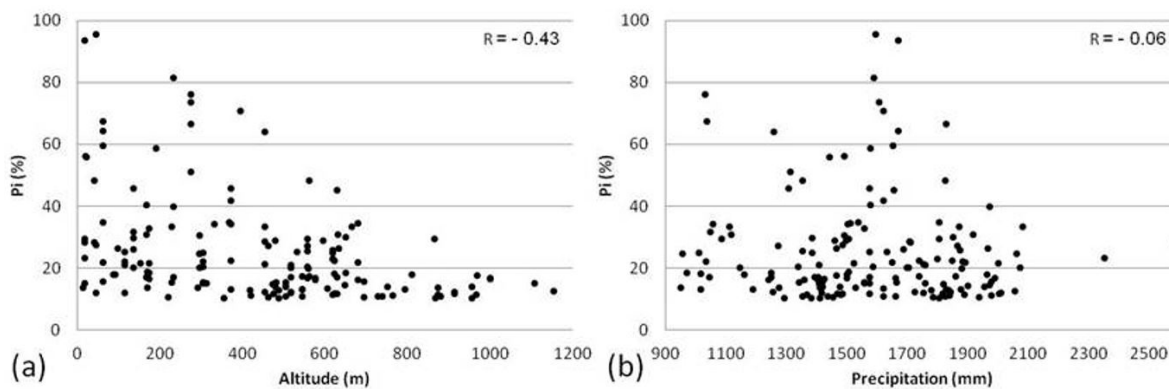 100
80
60
40
20
0
Pi (%)
R = - 0.43
0 200 400 600 800 1000 1200
(a) Altitude (m)
100
80
60
40
20
0
Pi (%)
R = - 0.06
900 1100 1300 1500 1700 1900 2100 2300 2500
(b) Precipitation (mm)